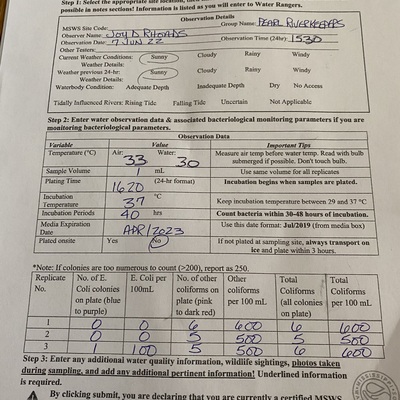 Step 1: Select the appropriate site location, then
possible in notes sections! Information is listed as you will enter to Water Rangers.
Observation Details
MSWS Site Code: Group Name: PEARL RIVERKEEPERS
Observer Name: JOY D. RHOADS
Observation Date: 7 JUN 22 Observation Time (24hr): 1530
Other Testers:
Current Weather Conditions: Sunny Cloudy Rainy Windy
Weather Details:
Weather previous 24-hr: Sunny Cloudy Rainy Windy
Weather Details:
Waterbody Condition: Adequate Depth Inadequate Depth Dry No Access
Tidally Influenced Rivers: Rising Tide Falling Tide Uncertain Not Applicable
Step 2: Enter water observation data & associated bacteriological monitoring parameters if you are
monitoring bacteriological parameters.
Observation Data
Variable Value Important Tips
Temperature (°C) Air: 33 Water: 30 Measure air temp before water temp. Read with bulb
submerged if possible. Don't touch bulb.
Sample Volume 1 mL Use same volume for all replicates
Plating Time 1620 (24-hr format) Incubation begins when samples are plated.
Incubation Temperature 37 °C Keep incubation temperature between 29 and 37 °C
Incubation Periods 40 hrs Count bacteria within 30-48 hours of incubation.
Media Expiration Date APR/2023 Use this date format: Jul/2019 (from media box)
Plated onsite Yes No If not plated at sampling site, always transport on
ice and plate within 3 hours.
*Note: If colonies are too numerous to count (>200), report as 250.
Replicate No. No. of E. Coli colonies on plate (blue to purple) E. Coli per 100mL No. of other coliforms on plate (pink to dark red) Other coliforms per 100 mL Total Coliforms (all colonies on plate) Total Coliforms per 100 mL
1 0 0 6 600 6 600
2 0 0 5 500 5 500
3 1 100 5 500 6 600
Step 3: Enter any additional water quality information, wildlife sightings, photos taken
during sampling, and add any additional pertinent information! Underlined information
is required.
By clicking submit, you are declaring that you are currently a certified MSWS